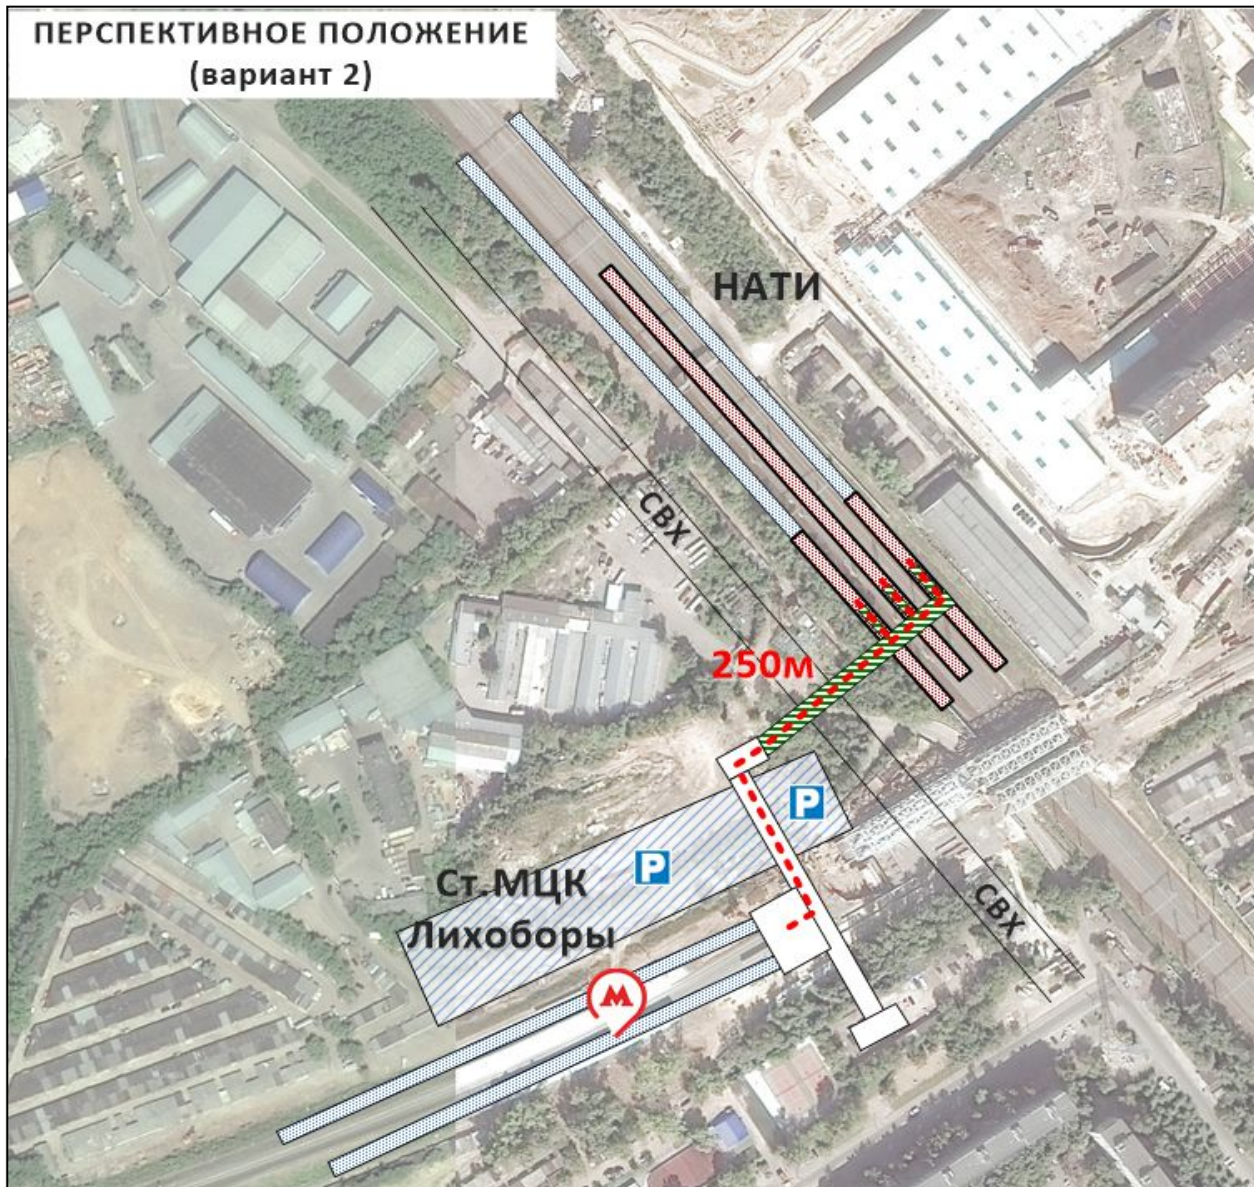 ПЕРСПЕКТИВНОЕ ПОЛОЖЕНИЕ
(вариант 2)
НАТИ
СВХ
250м
P
P
Ст.МЦК
Лихоборы
СВХ
М